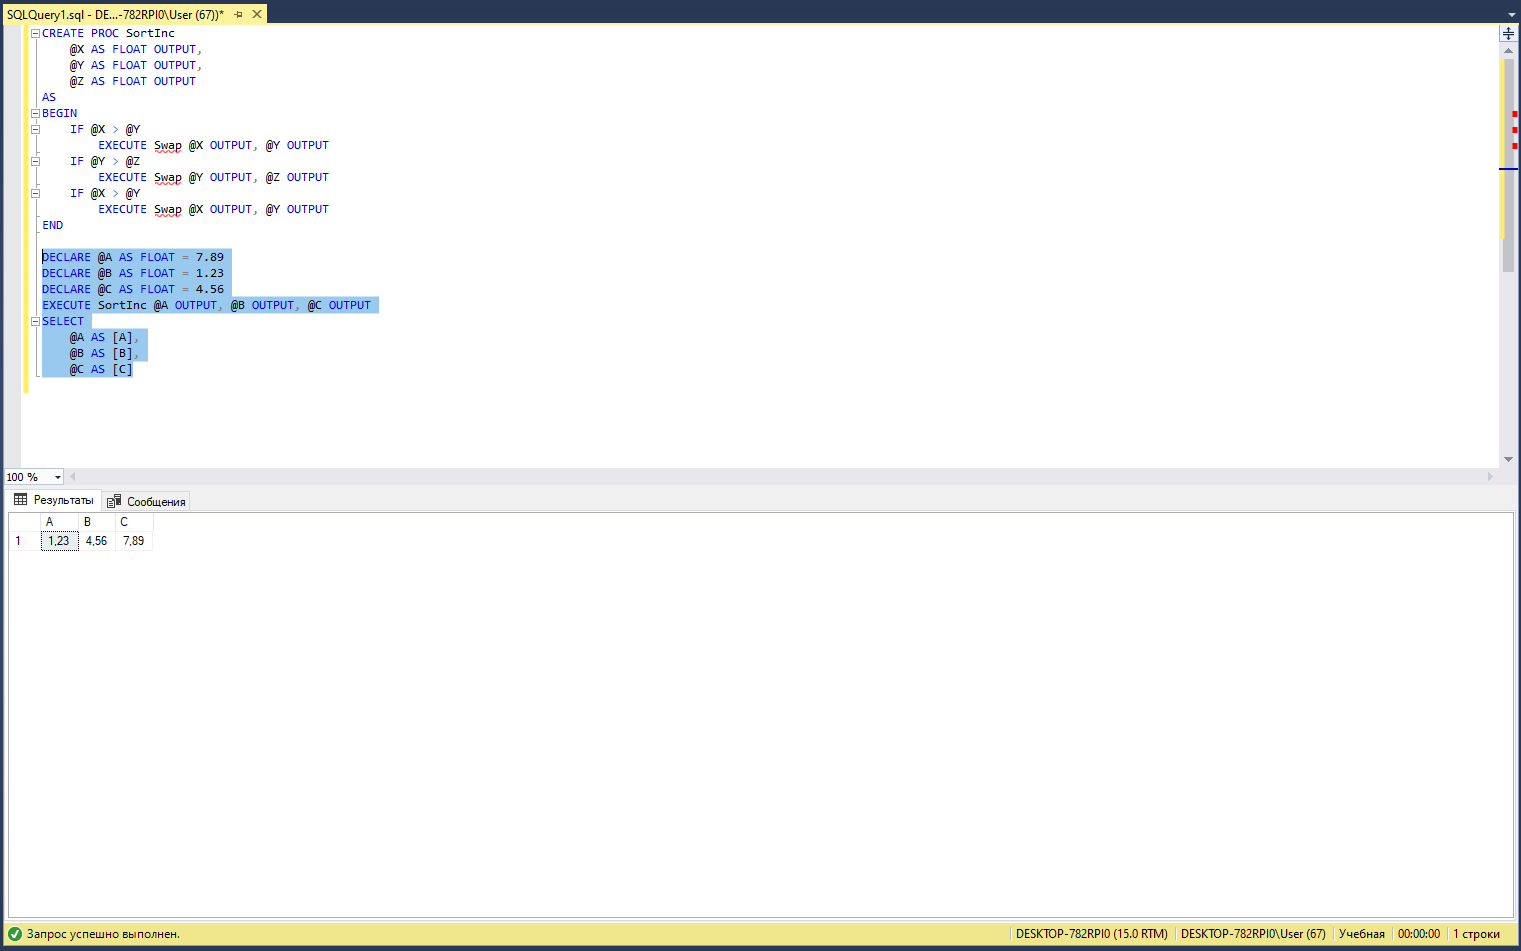 SQLQuery1.sql - DE...-782RPI0\User (67))*
CREATE PROC SortInc
    @X AS FLOAT OUTPUT,
    @Y AS FLOAT OUTPUT,
    @Z AS FLOAT OUTPUT
AS
BEGIN
    IF @X > @Y
        EXECUTE Swap @X OUTPUT, @Y OUTPUT
    IF @Y > @Z
        EXECUTE Swap @Y OUTPUT, @Z OUTPUT
    IF @X > @Y
        EXECUTE Swap @X OUTPUT, @Y OUTPUT
END
DECLARE @A AS FLOAT = 7.89
DECLARE @B AS FLOAT = 1.23
DECLARE @C AS FLOAT = 4.56
EXECUTE SortInc @A OUTPUT, @B OUTPUT, @C OUTPUT
SELECT
    @A AS [A],
    @B AS [B],
    @C AS [C]
100 %
Результаты Сообщения
A B C
1 1,23 4,56 7,89
Запрос успешно выполнен. DESKTOP-782RPI0 (15.0 RTM) DESKTOP-782RPI0\User (67) Учебная 00:00:00 1 строки